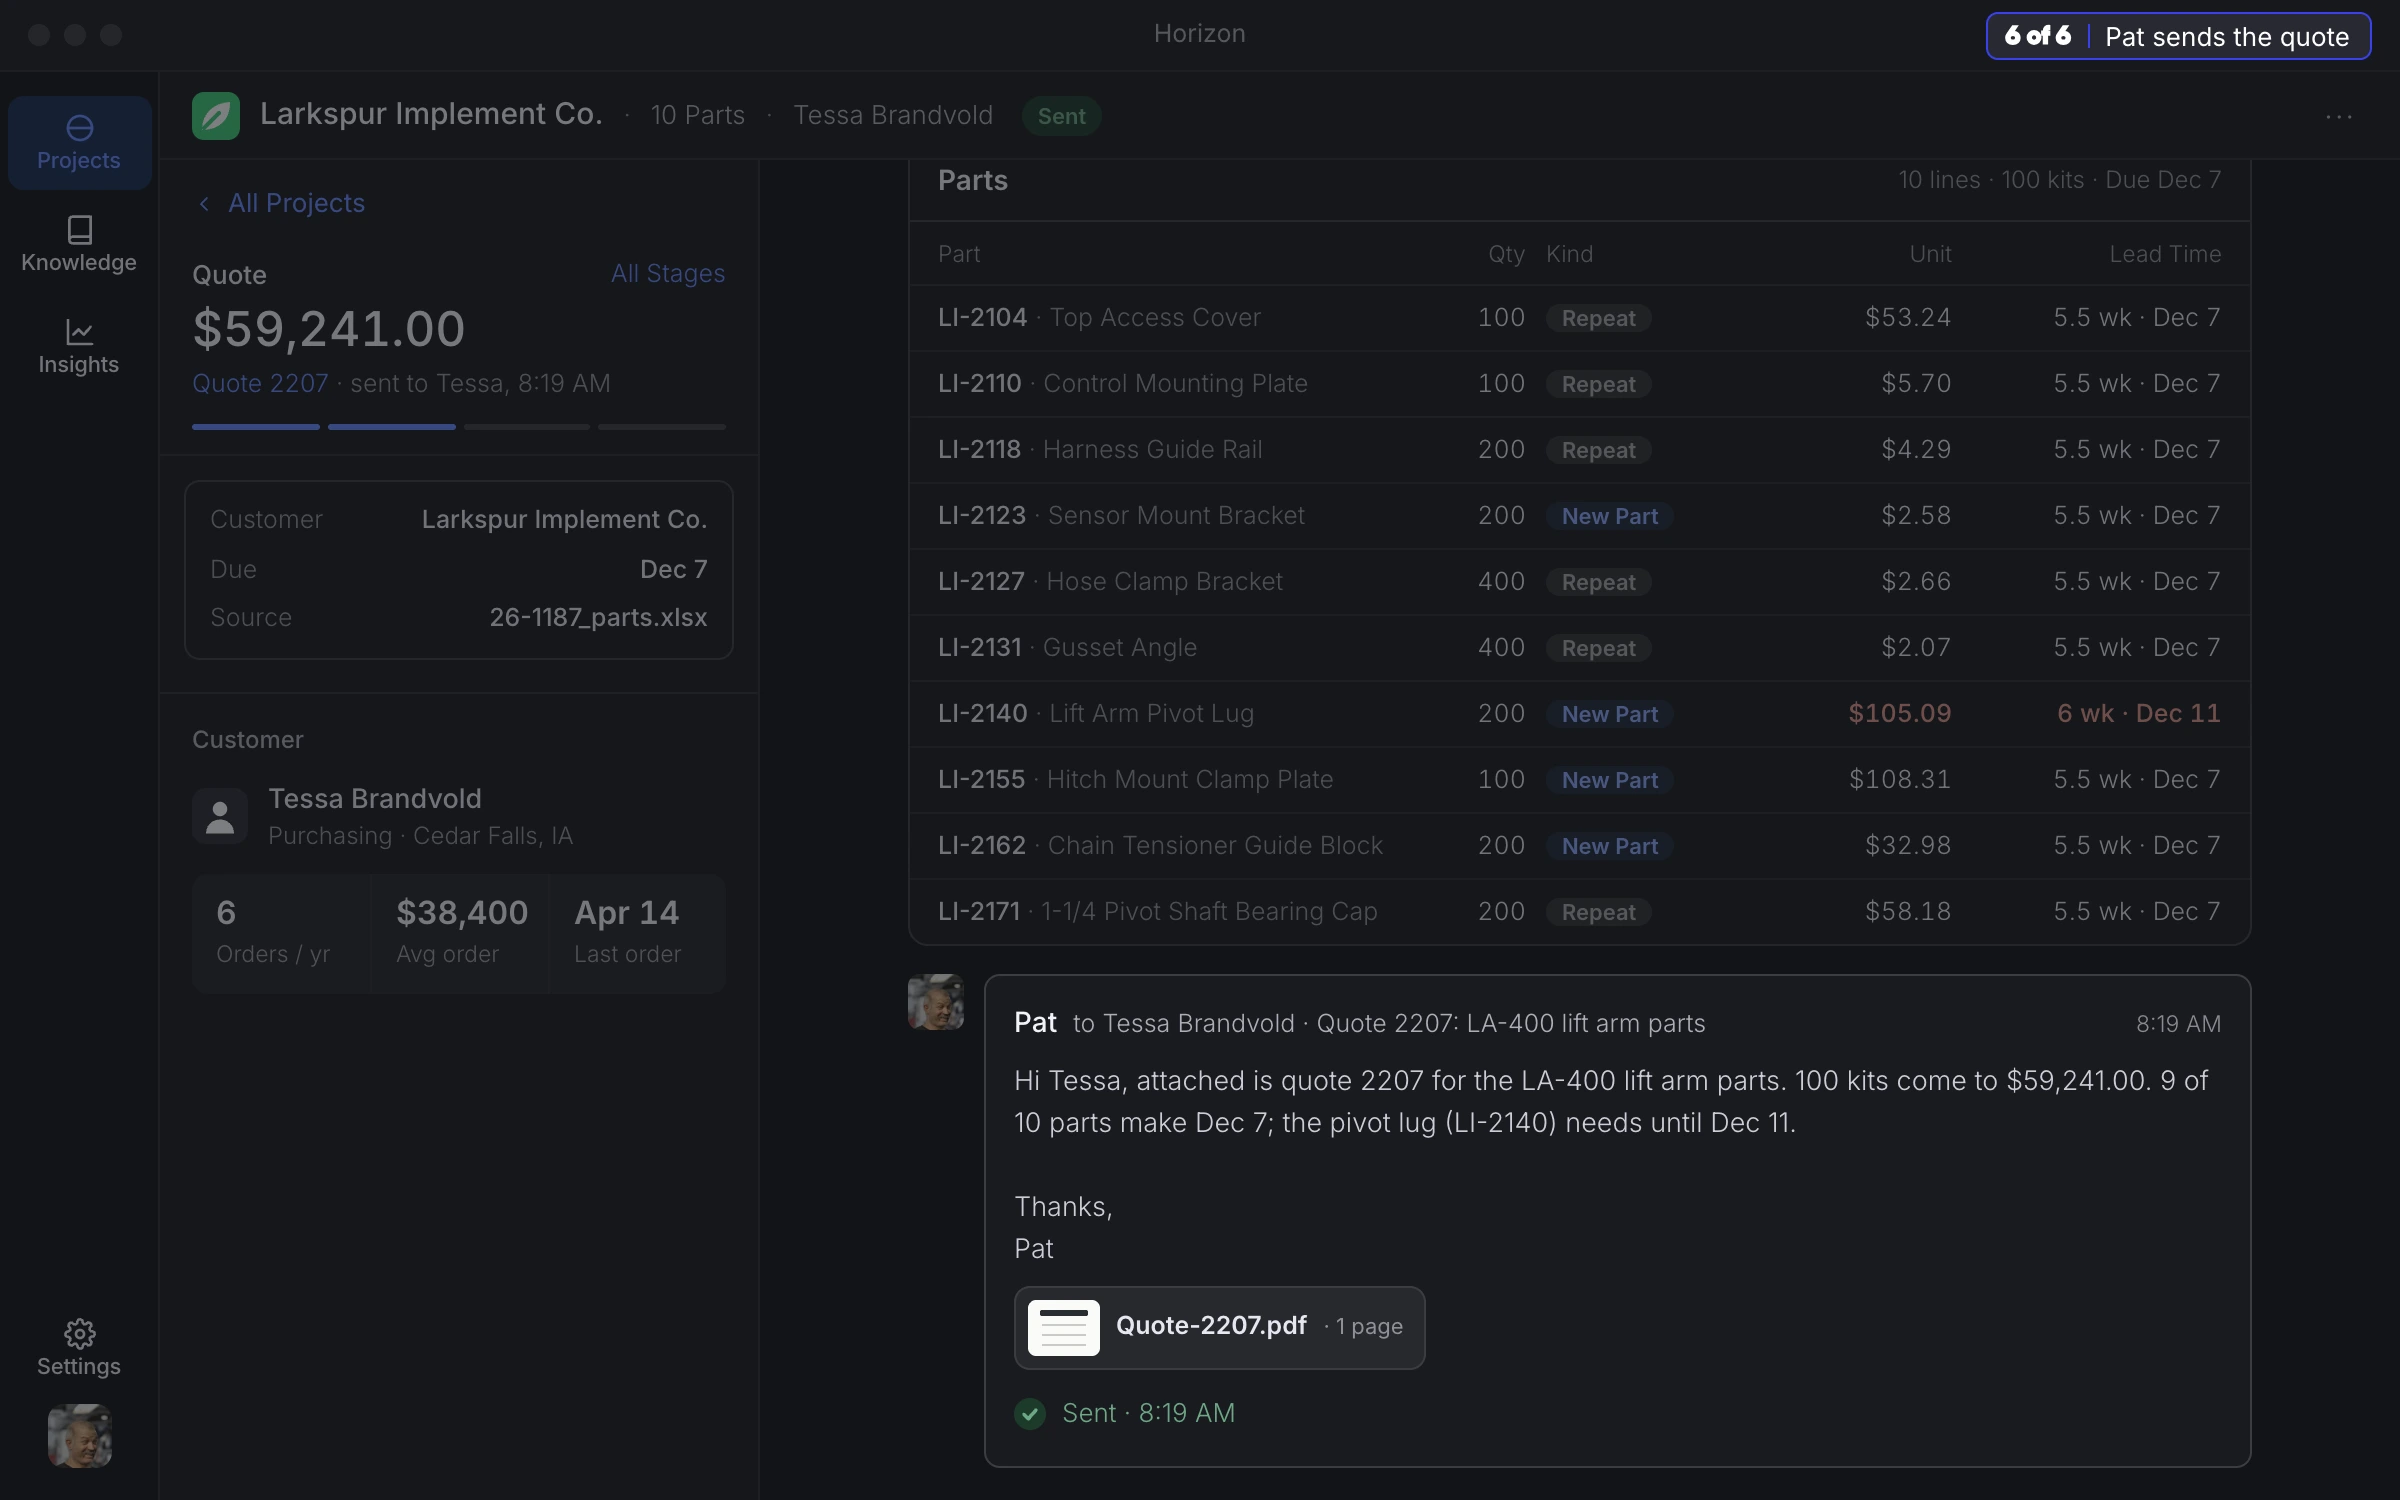 Horizon
6 of 6 | Pat sends the quote
Larkspur Implement Co. · 10 Parts · Tessa Brandvold Sent ...
Projects
Knowledge
Insights
Settings
All Projects
Quote All Stages
$59,241.00
Quote 2207 · sent to Tessa, 8:19 AM
Customer Larkspur Implement Co.
Due Dec 7
Source 26-1187_parts.xlsx
Customer
Tessa Brandvold
Purchasing · Cedar Falls, IA
6 $38,400 Apr 14
Orders / yr Avg order Last order
Parts 10 lines · 100 kits · Due Dec 7
Part Qty Kind Unit Lead Time
LI-2104 · Top Access Cover 100 Repeat $53.24 5.5 wk · Dec 7
LI-2110 · Control Mounting Plate 100 Repeat $5.70 5.5 wk · Dec 7
LI-2118 · Harness Guide Rail 200 Repeat $4.29 5.5 wk · Dec 7
LI-2123 · Sensor Mount Bracket 200 New Part $2.58 5.5 wk · Dec 7
LI-2127 · Hose Clamp Bracket 400 Repeat $2.66 5.5 wk · Dec 7
LI-2131 · Gusset Angle 400 Repeat $2.07 5.5 wk · Dec 7
LI-2140 · Lift Arm Pivot Lug 200 New Part $105.09 6 wk · Dec 11
LI-2155 · Hitch Mount Clamp Plate 100 New Part $108.31 5.5 wk · Dec 7
LI-2162 · Chain Tensioner Guide Block 200 New Part $32.98 5.5 wk · Dec 7
LI-2171 · 1-1/4 Pivot Shaft Bearing Cap 200 Repeat $58.18 5.5 wk · Dec 7
Pat to Tessa Brandvold · Quote 2207: LA-400 lift arm parts 8:19 AM
Hi Tessa, attached is quote 2207 for the LA-400 lift arm parts. 100 kits come to $59,241.00. 9 of
10 parts make Dec 7; the pivot lug (LI-2140) needs until Dec 11.
Thanks,
Pat
Quote-2207.pdf · 1 page
Sent · 8:19 AM